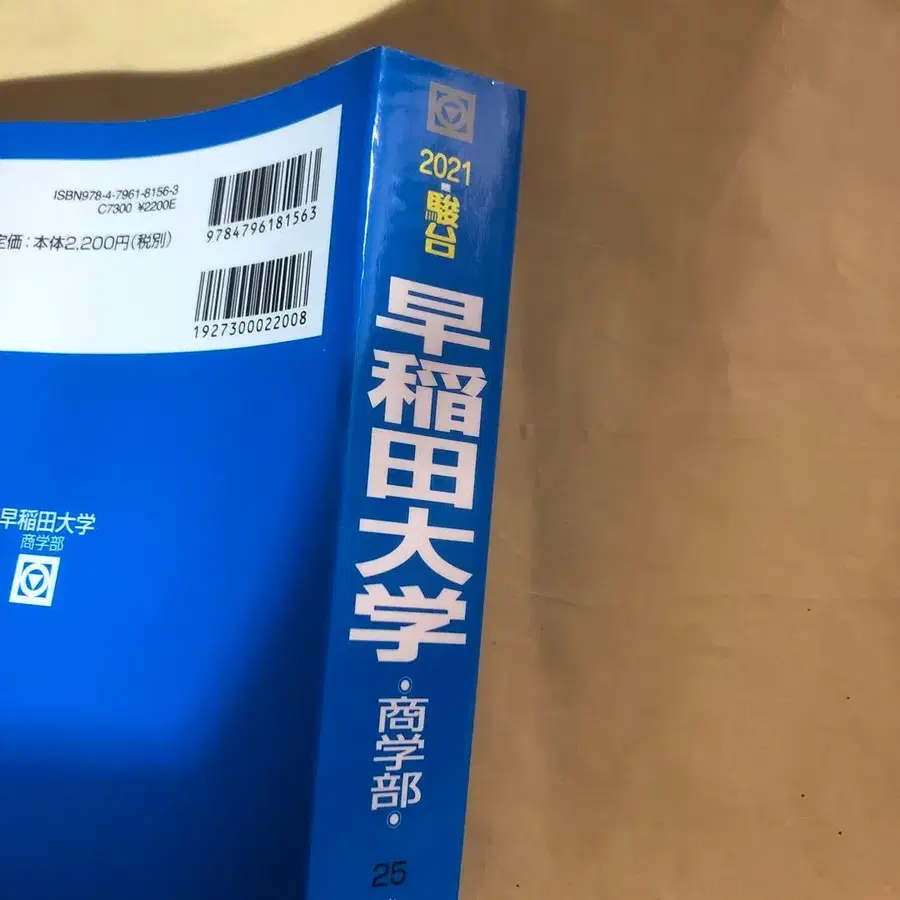 ISBN978-4-7961-8156-3
C7300 ¥2200E
定価：本体2,200円（税別）
9784796181563
1927300022008
早稲田大学
商学部
2021・駿台
早稲田大学
・商学部・
25